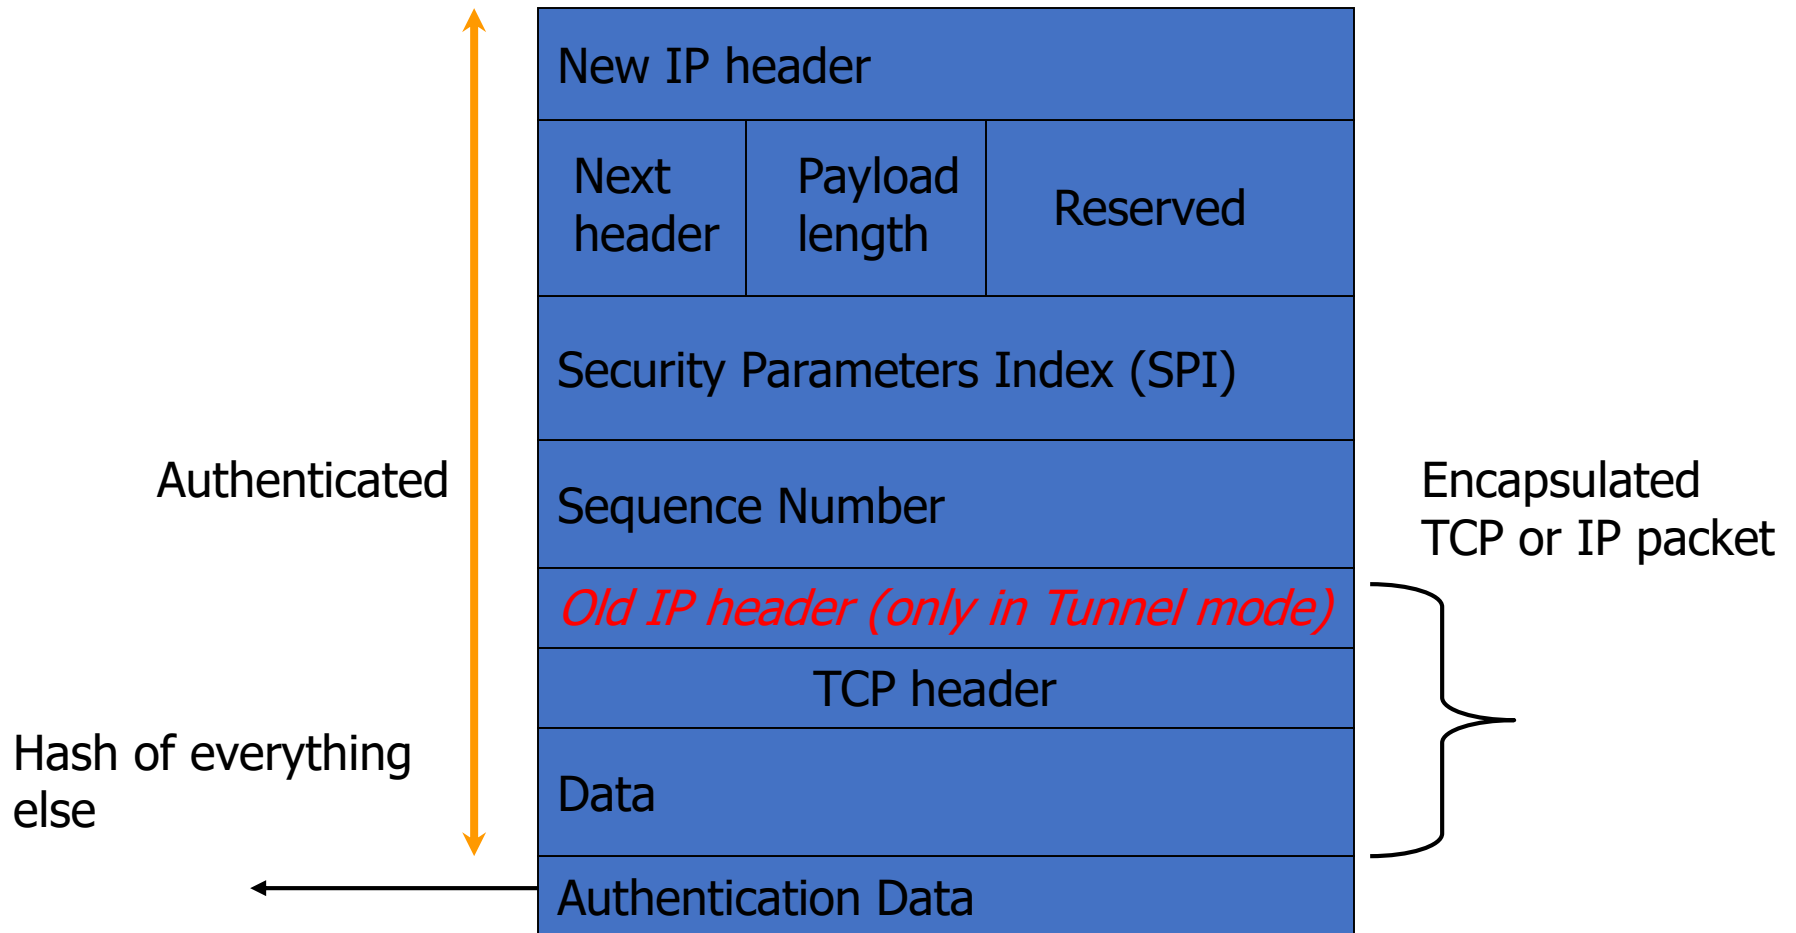 New IP header
Next
header
Payload
length
Reserved
Security Parameters Index (SPI)
Authenticated
Sequence Number
Encapsulated
TCP or IP packet
Old IP header (only in Tunnel mode)
TCP header
Hash of everything
else
Data
Authentication Data